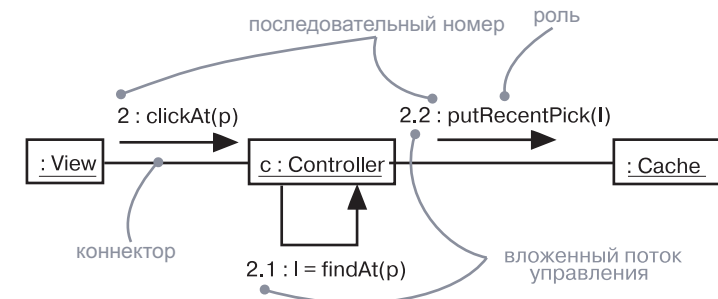 последовательный номер
роль
2 : clickAt(p)
2.2 : putRecentPick(l)
: View
c : Controller
: Cache
коннектор
2.1 : l = findAt(p)
вложенный поток
управления